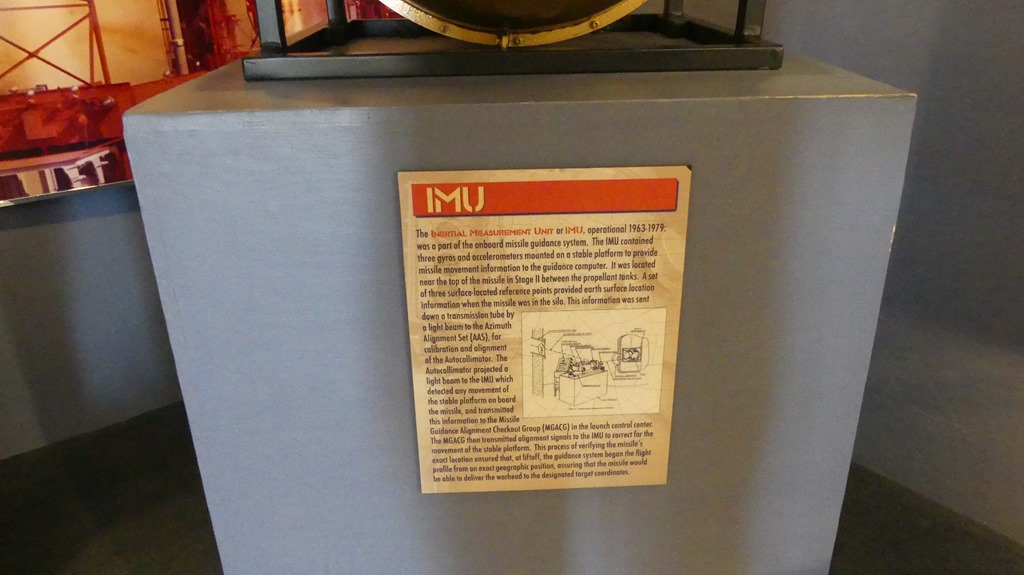 IMU
The Inertial Measurement Unit or IMU, operational 1963-1979;
was a part of the onboard missile guidance system. The IMU contained
three gyros and accelerometers mounted on a stable platform to provide
missile movement information to the guidance computer. It was located
near the top of the missile in Stage II between the propellant tanks. A set
of three surface-located reference points provided earth surface location
information when the missile was in the silo. This information was sent
down a transmission tube by
a light beam to the Azimuth
Alignment Set (AAS), for
calibration and alignment
of the Autocollimator. The
Autocollimator projected a
light beam to the IMU which
detected any movement of
the stable platform on board
the missile, and transmitted
this information to the Missile
Guidance Alignment Checkout Group (MGACG) in the launch control center.
The MGACG then transmitted alignment signals to the IMU to correct for the
movement of the stable platform. This process of verifying the missile's
exact location ensured that, at liftoff, the guidance system began the flight
profile from an exact geographic position, assuring that the missile would
be able to deliver the warhead to the designated target coordinates.